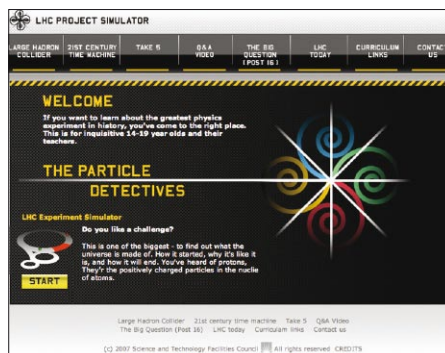 LHC PROJECT SIMULATOR
LARGE HADRON COLLIDER
21ST CENTURY TIME MACHINE
TAKE 5
Q&A VIDEO
THE BIG QUESTION (POST 16)
LHC TODAY
CURRICULUM LINKS
CONTACT US
WELCOME
If you want to learn about the greatest physics
experiment in history, you've come to the right place.
This is for inquisitive 14-19 year olds and their
teachers.
THE PARTICLE
DETECTIVES
LHC Experiment Simulator
Do you like a challenge?
This is one of the biggest - to find out what the
universe is made of. How it started, why it's like it
is, and how it will end. You've heard of protons,
They'r the positively charged particles in the nuclie
of atoms.
START
Large Hadron Collider 21st century time machine Take 5 Q&A Video
The Big Question (Post 16) LHC today Curriculum links Contact us
(c) 2007 Science and Technology Facilities Council All rights reserved CREDITS